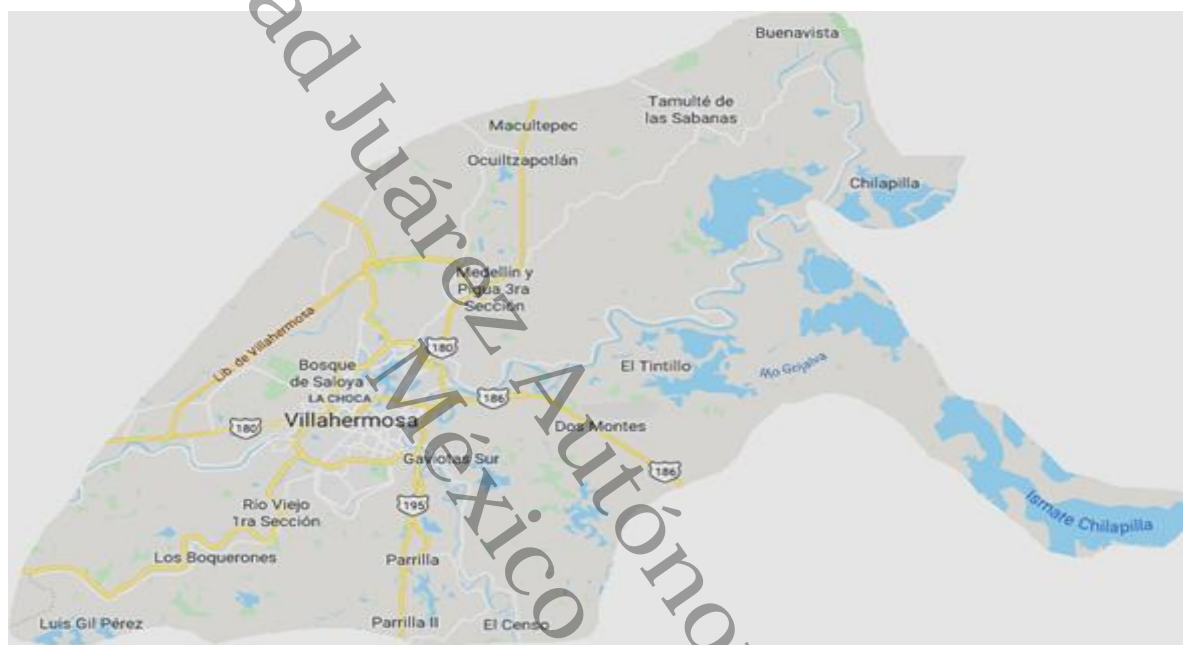 Buenavista
Tamulté de
las Sabanas
Macultepec
Ocuiltzapotlán
Chilapilla
Medellín y
Pigua 3ra
Sección
Lib. de Villahermosa
180
Bosque
de Saloya
El Tintillo
Río Grijalva
LA CHOCA
186
Villahermosa
180
Dos Montes
Gaviotas Sur
186
195
Río Viejo
1ra Sección
Ismate Chilapilla
Los Boquerones
Parrilla
Luis Gil Pérez
Parrilla II
El Censo
ad Juárez Autóno
México